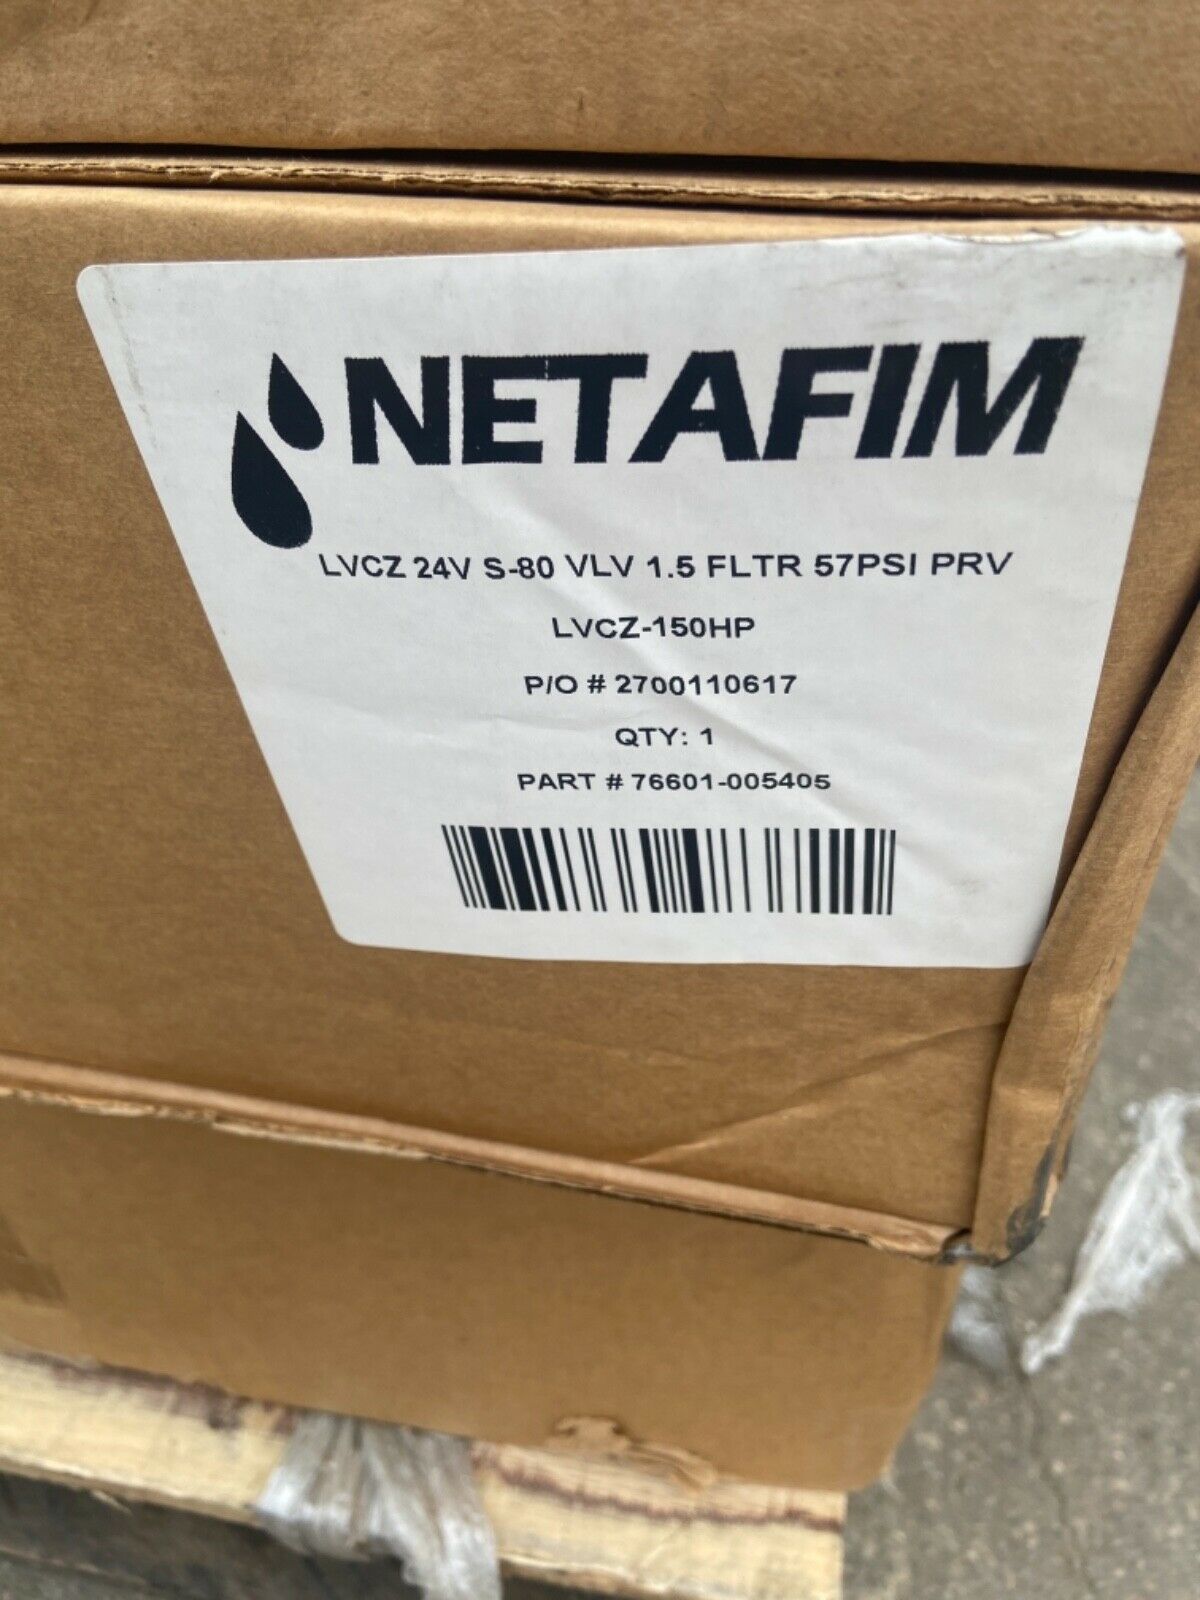 NETAFIM
LVCZ 24V S-80 VLV 1.5 FLTR 57PSI PRV
LVCZ-150HP
P/O # 2700110617
QTY: 1
PART # 76601-005405